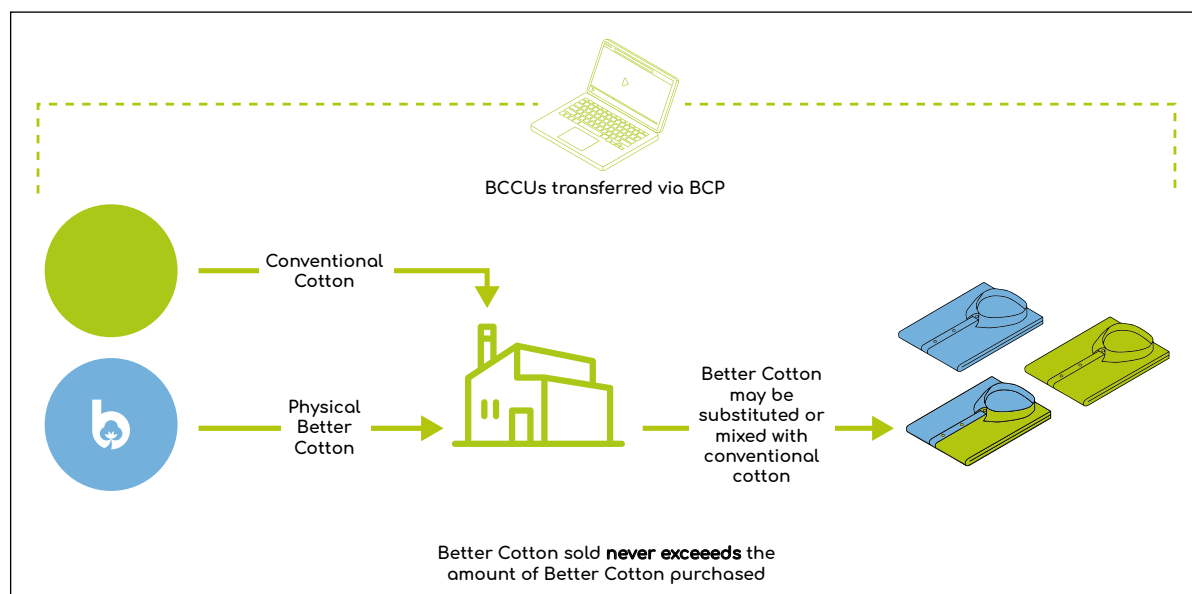 BCCUs transferred via BCP
Conventional
Cotton
Physical
Better
Cotton
Better Cotton
may be
substituted or
mixed with
conventional
cotton
Better Cotton sold never exceeeds the
amount of Better Cotton purchased